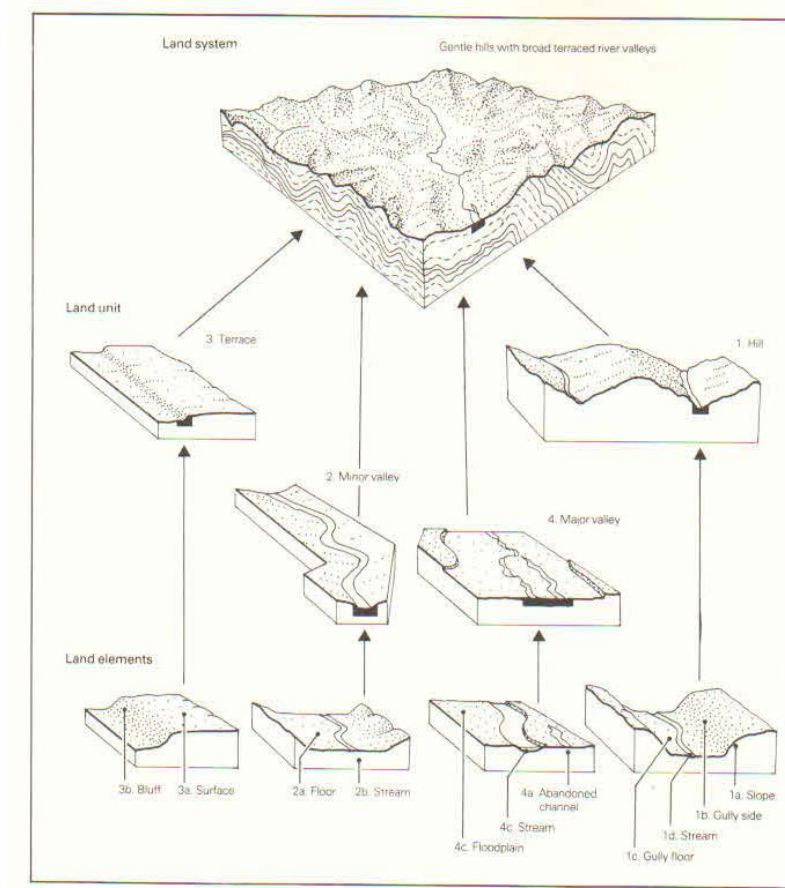 Land system
Gentle hills with broad terraced river valleys
Land unit
3. Terrace
1. Hill
2. Minor valley
4. Major valley
Land elements
3b. Bluff
3a. Surface
2a. Floor
2b. Stream
4a. Abandoned
channel
4c. Stream
4c. Floodplain
1a. Slope
1b. Gully side
1d. Stream
1c. Gully floor